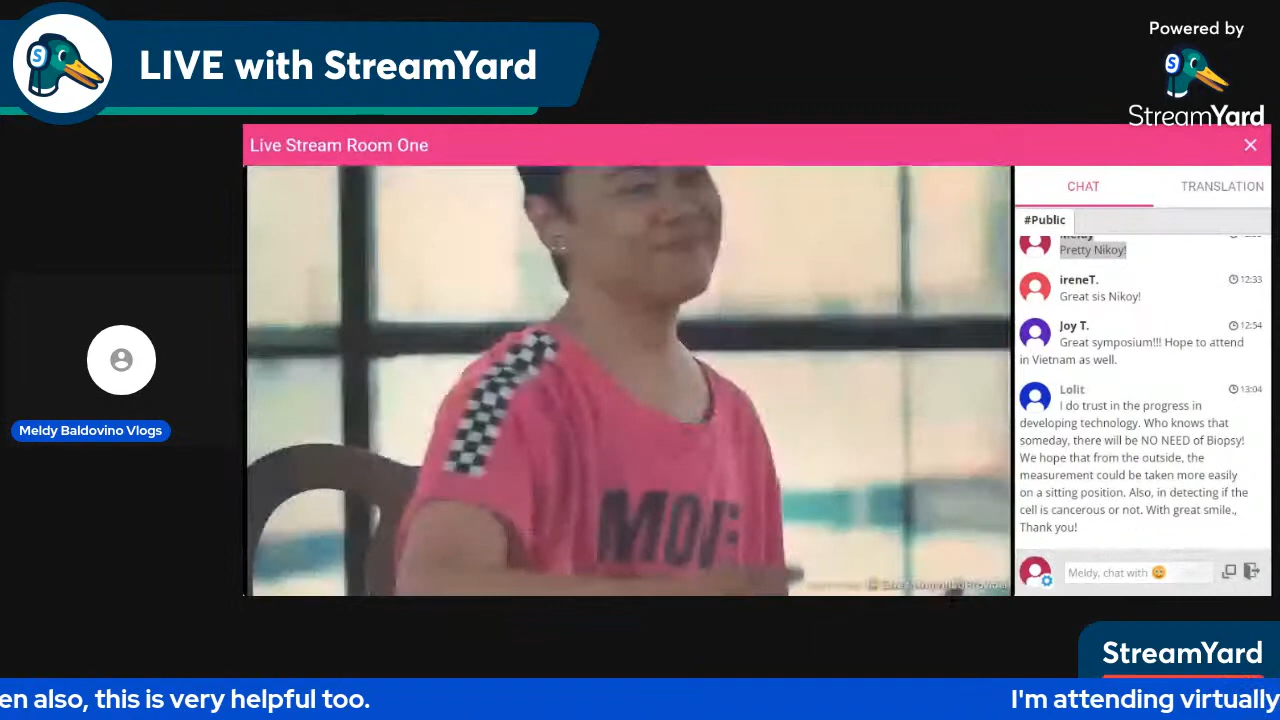 LIVE with StreamYard
Powered by
StreamYard
Live Stream Room One
CHAT
TRANSLATION
#Public
Meldy
Pretty Nikoy!
ireneT.
12:33
Great sis Nikoy!
Joy T.
12:54
Great symposium!!! Hope to attend
in Vietnam as well.
Lolit
13:04
I do trust in the progress in
developing technology. Who knows that
someday, there will be NO NEED of Biopsy!
We hope that from the outside, the
measurement could be taken more easily
on a sitting position. Also, in detecting if the
cell is cancerous or not. With great smile.,
Thank you!
Meldy, chat with 😄
Meldy Baldovino Vlogs
StreamYard
en also, this is very helpful too.
I'm attending virtually